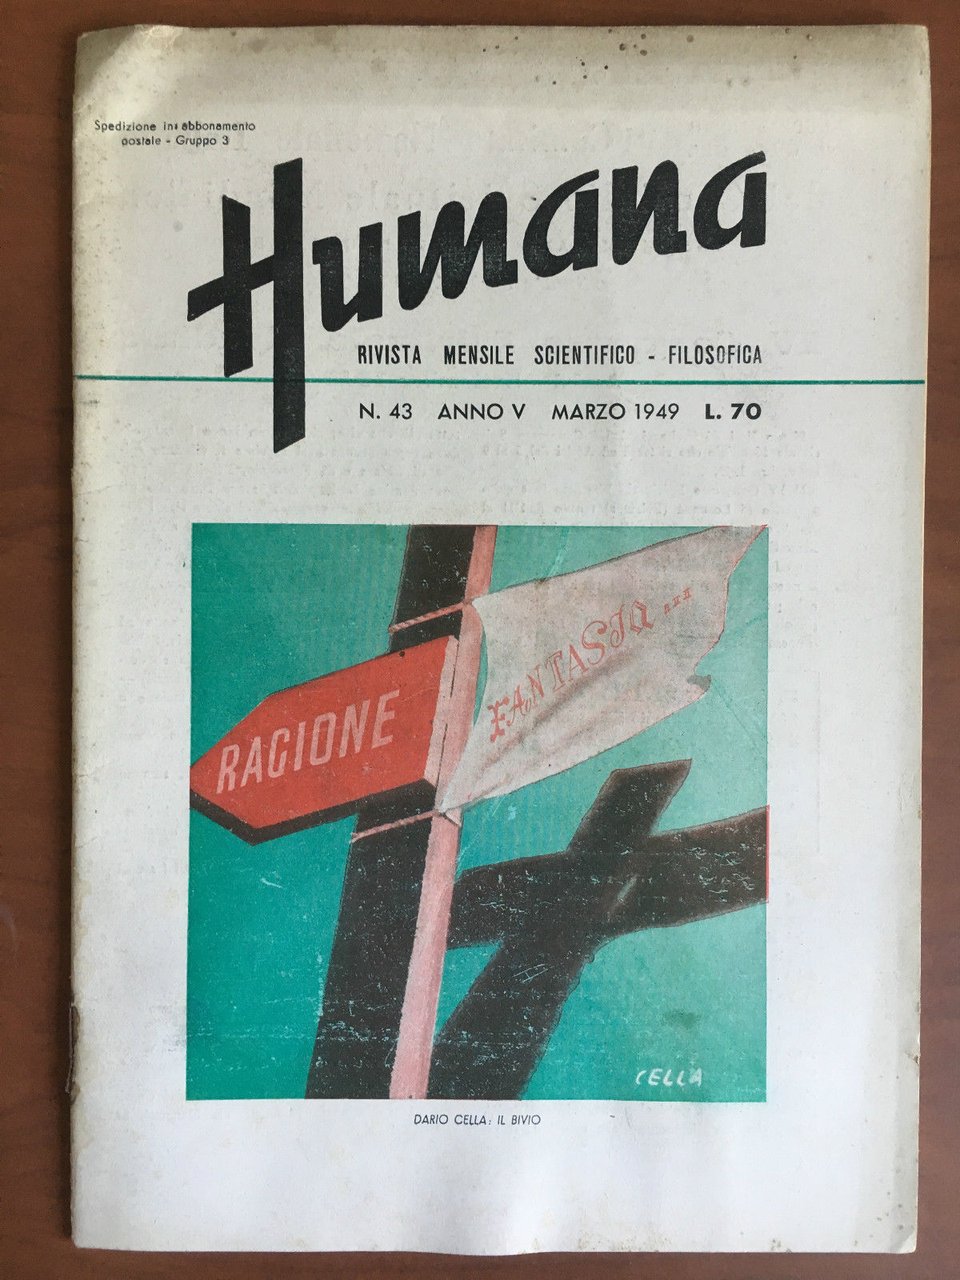 Spedizione in abbonamento
postale - Gruppo 3
Humana
RIVISTA MENSILE SCIENTIFICO - FILOSOFICA
N. 43 ANNO V MARZO 1949 L. 70
FANTASIA...
RAGIONE
CELLA
DARIO CELLA: IL BIVIO